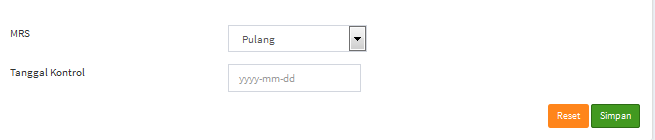 MRS Pulang
Tanggal Kontrol yyyy-mm-dd
Reset Simpan